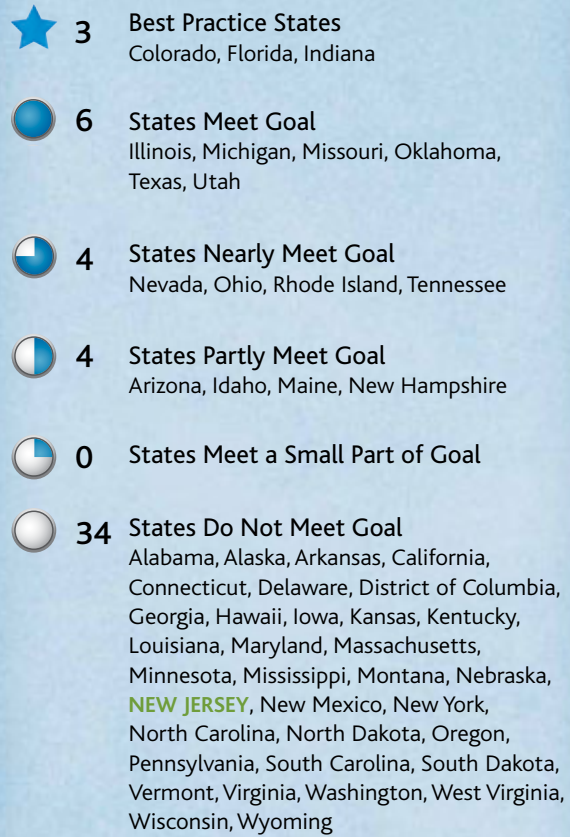 3 Best Practice States
Colorado, Florida, Indiana
6 States Meet Goal
Illinois, Michigan, Missouri, Oklahoma,
Texas, Utah
4 States Nearly Meet Goal
Nevada, Ohio, Rhode Island, Tennessee
4 States Partly Meet Goal
Arizona, Idaho, Maine, New Hampshire
0 States Meet a Small Part of Goal
34 States Do Not Meet Goal
Alabama, Alaska, Arkansas, California,
Connecticut, Delaware, District of Columbia,
Georgia, Hawaii, Iowa, Kansas, Kentucky,
Louisiana, Maryland, Massachusetts,
Minnesota, Mississippi, Montana, Nebraska,
NEW JERSEY, New Mexico, New York,
North Carolina, North Dakota, Oregon,
Pennsylvania, South Carolina, South Dakota,
Vermont, Virginia, Washington, West Virginia,
Wisconsin, Wyoming